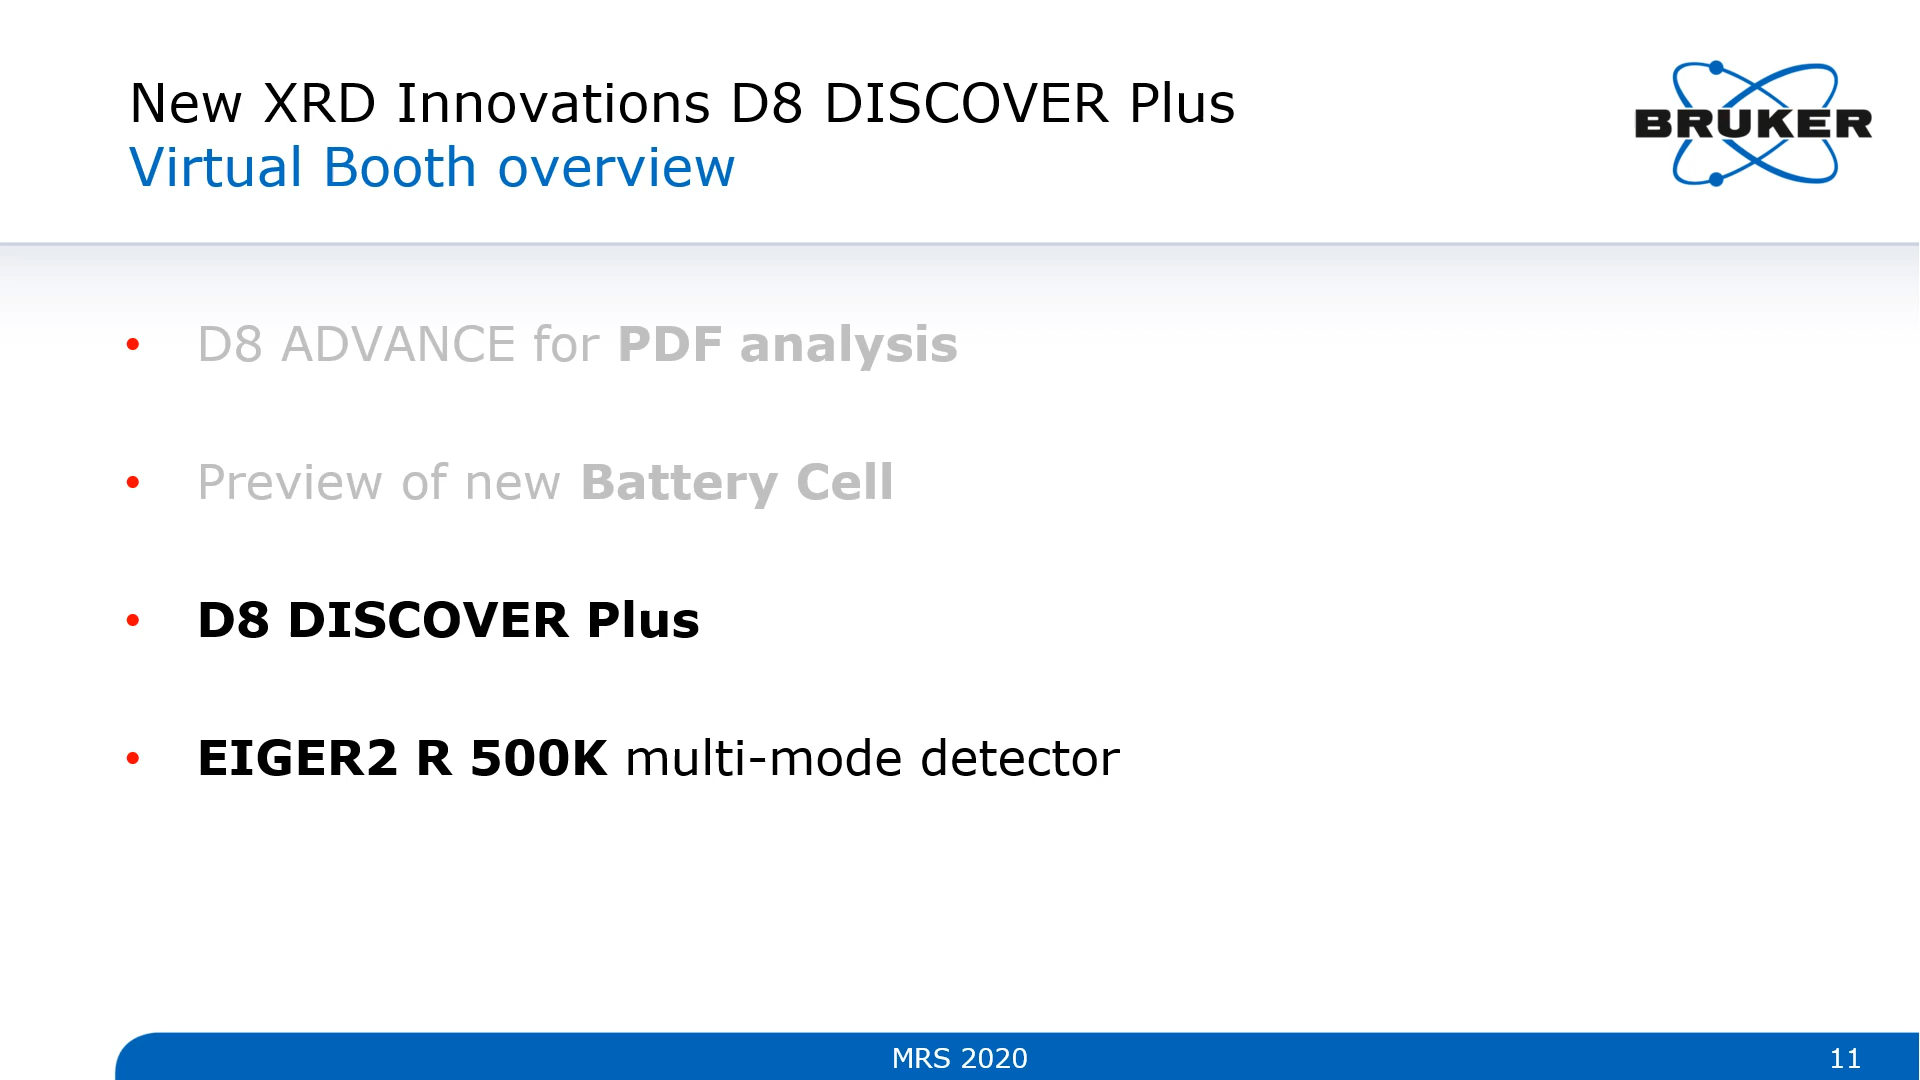 New XRD Innovations D8 DISCOVER Plus
Virtual Booth overview
BRUKER
• D8 ADVANCE for PDF analysis
• Preview of new Battery Cell
• D8 DISCOVER Plus
• EIGER2 R 500K multi-mode detector
MRS 2020
11